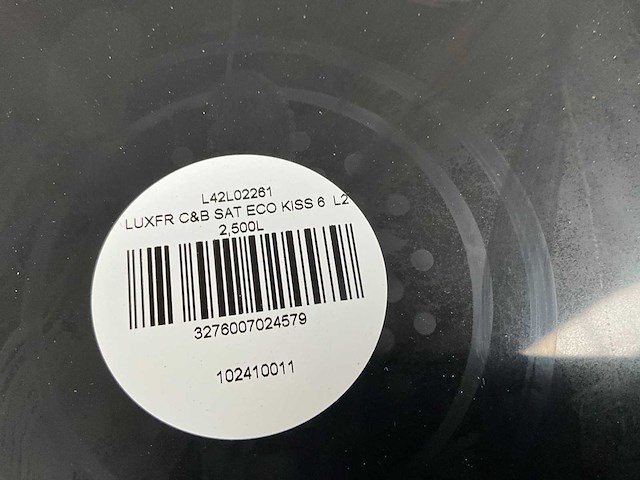 L42L02261
LUXFR C&B SAT ECO KISS 6 L2
2,500L
3276007024579
102410011